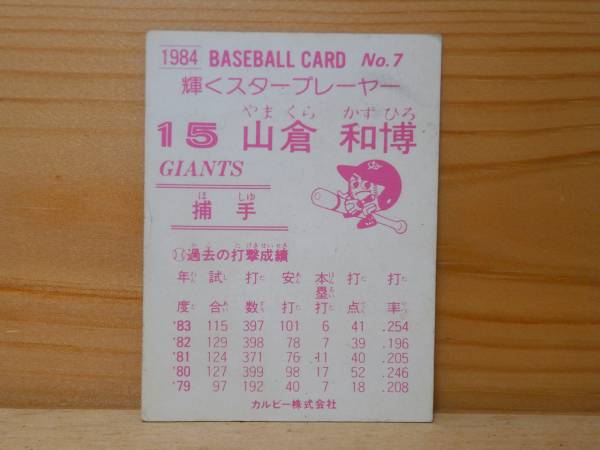 1984 BASEBALL CARD No.7
輝くスタープレーヤー
やま くら かず ひろ
15 山倉 和博
GIANTS
ほ しゅ
捕 手
過去の打撃成績
年度 試合 打数 安打 本塁打 打点 打率
'83 115 397 101 6 41 .254
'82 129 398 78 7 39 .196
'81 124 371 76 11 40 .205
'80 127 399 98 17 52 .246
'79 97 192 40 7 18 .208
カルビー株式会社